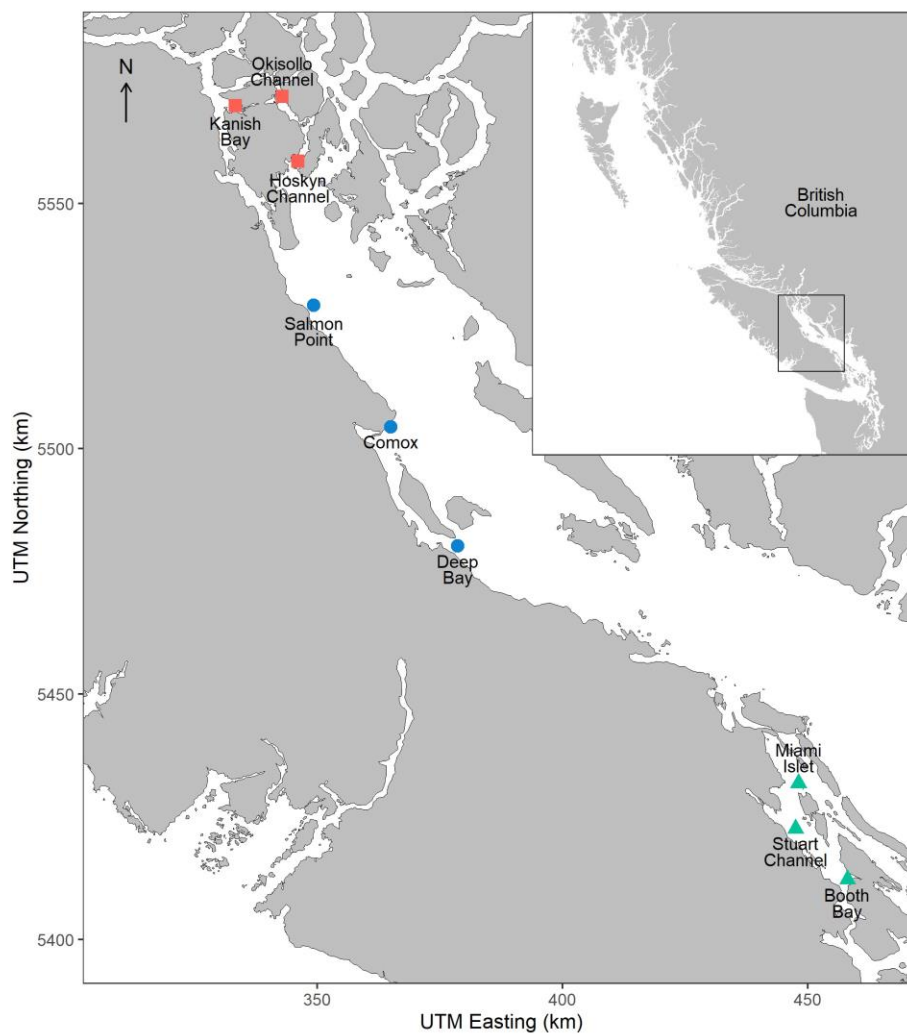 N
Okisollo
Channel
Kanish
Bay
Hoskyn
Channel
British
Columbia
Salmon
Point
Comox
Deep
Bay
Miami
Islet
Stuart
Channel
Booth
Bay
5550
5500
5450
5400
UTM Northing (km)
350
400
450
UTM Easting (km)